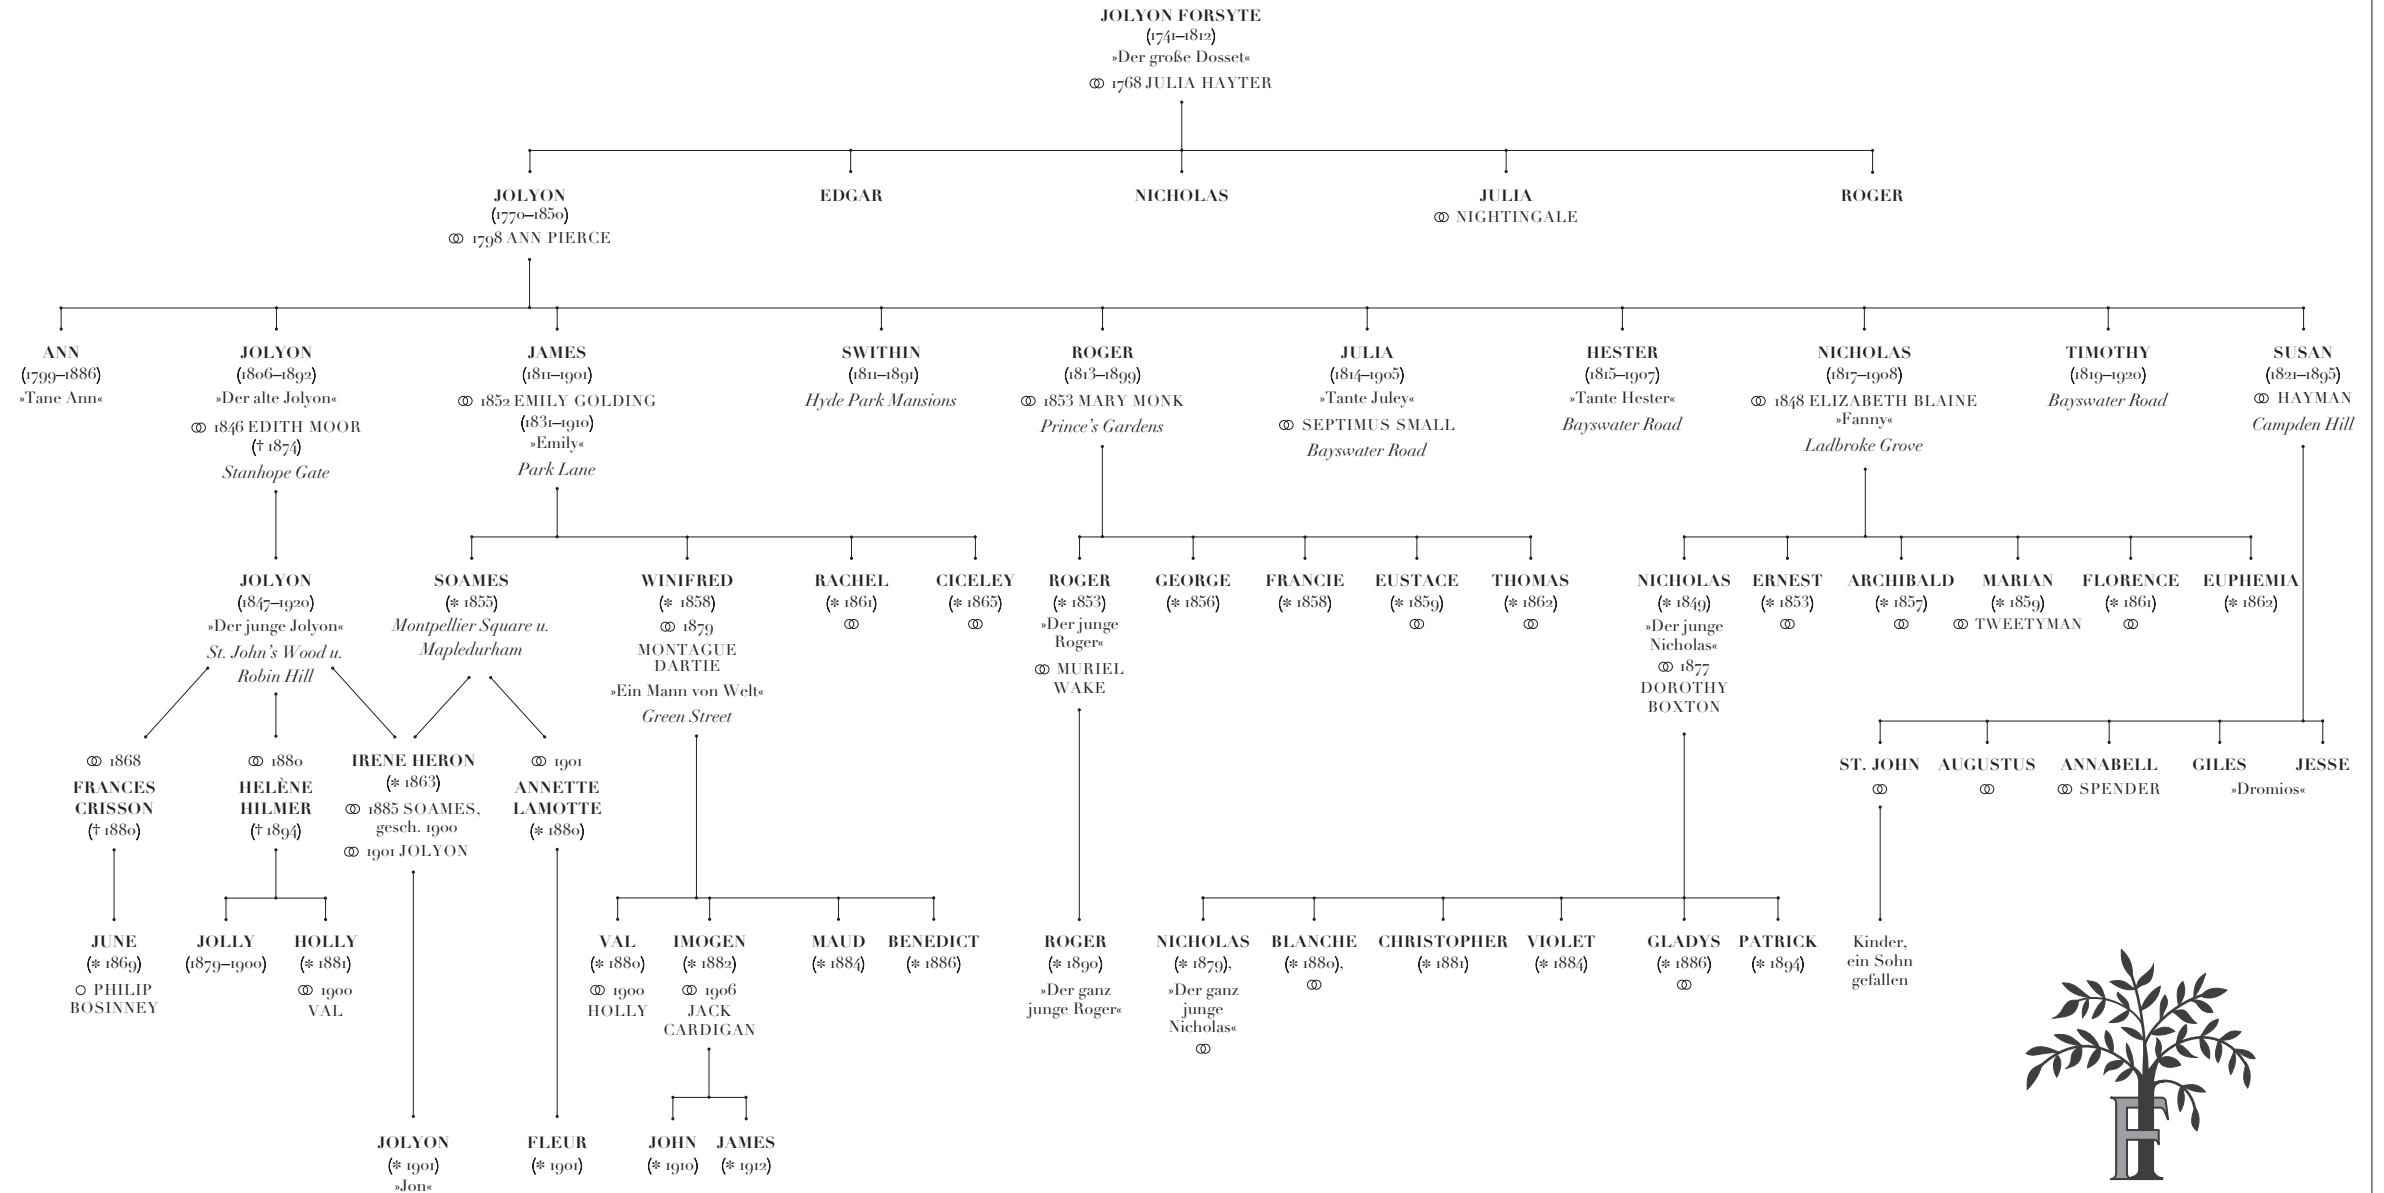 JOLYON FORSYTE
(1741–1812)
»Der große Dosset«
⚭ 1768 JULIA HAYTER
JOLYON
(1770–1850)
⚭ 1798 ANN PIERCE
EDGAR
NICHOLAS
JULIA
⚭ NIGHTINGALE
ROGER
ANN
(1799–1886)
»Tane Ann«
JOLYON
(1806–1892)
»Der alte Jolyon«
⚭ 1846 EDITH MOOR
(† 1874)
Stanhope Gate
JAMES
(1811–1901)
⚭ 1852 EMILY GOLDING
(1831–1910)
»Emily«
Park Lane
SWITHIN
(1811–1891)
Hyde Park Mansions
ROGER
(1813–1899)
⚭ 1853 MARY MONK
Prince’s Gardens
JULIA
(1814–1905)
»Tante Juley«
⚭ SEPTIMUS SMALL
Bayswater Road
HESTER
(1815–1907)
»Tante Hester«
Bayswater Road
NICHOLAS
(1817–1908)
⚭ 1848 ELIZABETH BLAINE
»Fanny«
Ladbroke Grove
TIMOTHY
(1819–1920)
Bayswater Road
SUSAN
(1821–1895)
⚭ HAYMAN
Campden Hill
JOLYON
(1847–1920)
»Der junge Jolyon«
St. John’s Wood u.
Robin Hill
SOAMES
(* 1855)
Montpellier Square u.
Mapledurham
WINIFRED
(* 1858)
⚭ 1879
MONTAGUE
DARTIE
»Ein Mann von Welt«
Green Street
RACHEL
(* 1861)
⚭
CICELEY
(* 1865)
⚭
ROGER
(* 1853)
»Der junge
Roger«
⚭ MURIEL
WAKE
GEORGE
(* 1856)
FRANCIE
(* 1858)
EUSTACE
(* 1859)
⚭
THOMAS
(* 1862)
⚭
NICHOLAS
(* 1849)
»Der junge
Nicholas«
⚭ 1877
DOROTHY
BOXTON
ERNEST
(* 1853)
⚭
ARCHIBALD
(* 1857)
⚭
MARIAN
(* 1859)
⚭ TWEETYMAN
FLORENCE
(* 1861)
⚭
EUPHEMIA
(* 1862)
⚭ 1868
FRANCES
CRISSON
(† 1880)
⚭ 1880
HELÈNE
HILMER
(† 1894)
IRENE HERON
(* 1863)
⚭ 1885 SOAMES,
gesch. 1900
⚭ 1901 JOLYON
⚭ 1901
ANNETTE
LAMOTTE
(* 1880)
ST. JOHN
⚭
AUGUSTUS
⚭
ANNABELL
⚭ SPENDER
GILES
JESSE
»Dromios«
JUNE
(* 1869)
○ PHILIP
BOSINNEY
JOLLY
(1879–1900)
HOLLY
(* 1881)
⚭ 1900
VAL
VAL
(* 1880)
⚭ 1900
HOLLY
IMOGEN
(* 1882)
⚭ 1906
JACK
CARDIGAN
MAUD
(* 1884)
BENEDICT
(* 1886)
ROGER
(* 1890)
»Der ganz
junge Roger«
NICHOLAS
(* 1879),
»Der ganz
junge
Nicholas«
⚭
BLANCHE
(* 1880),
⚭
CHRISTOPHER
(* 1881)
VIOLET
(* 1884)
GLADYS
(* 1886)
⚭
PATRICK
(* 1894)
Kinder,
ein Sohn
gefallen
JOLYON
(* 1901)
»Jon«
FLEUR
(* 1901)
JOHN
(* 1910)
JAMES
(* 1912)
F